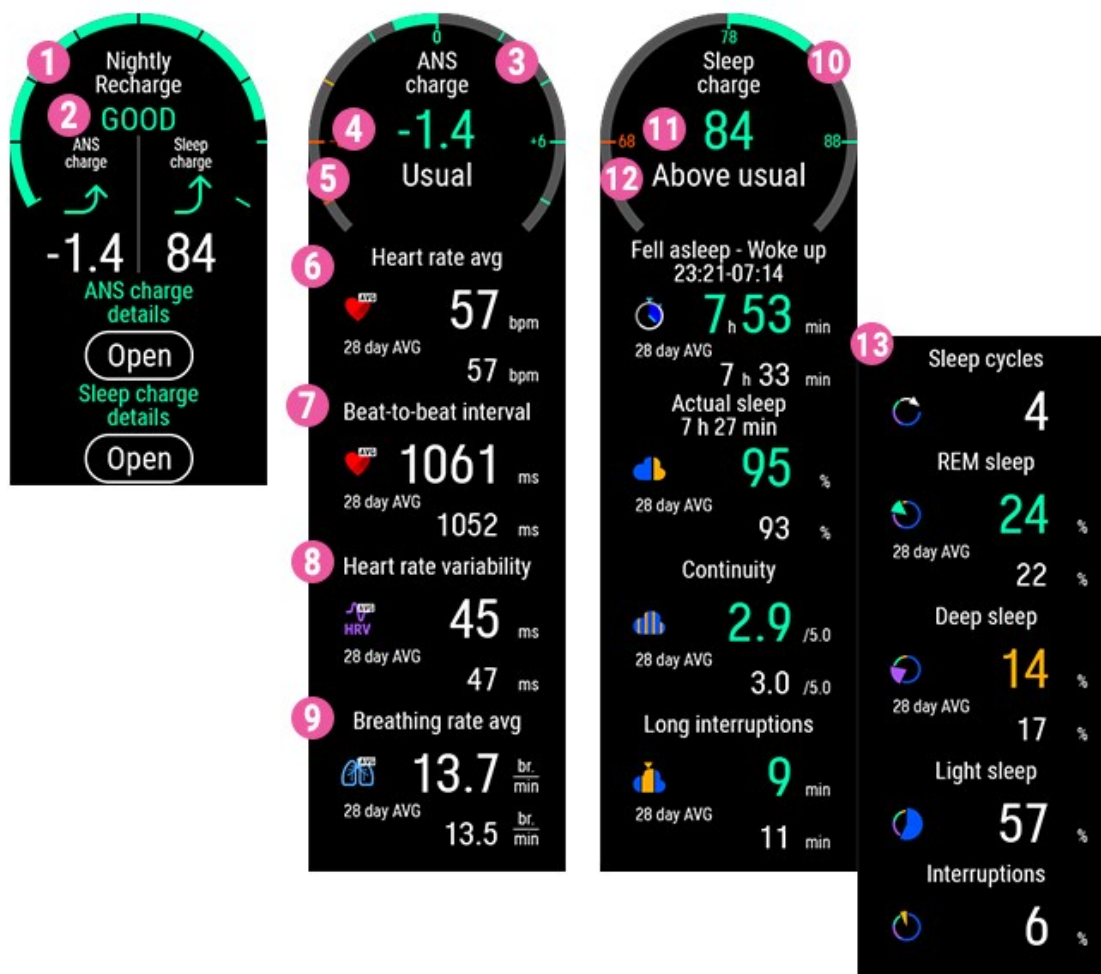 1
Nightly
Recharge
2
GOOD
ANS
charge
Sleep
charge
-1.4
84
ANS charge
details
Open
Sleep charge
details
Open
0
ANS
charge
3
4
-1.4
+6
5
Usual
6
Heart rate avg
AVG
57 bpm
28 day AVG
57 bpm
7
Beat-to-beat interval
AVG
1061 ms
28 day AVG
1052 ms
8
Heart rate variability
AVG
HRV
45 ms
28 day AVG
47 ms
9
Breathing rate avg
AVG
13.7 br.
min
28 day AVG
13.5 br.
min
78
Sleep
charge
10
11
84
68
88
12
Above usual
Fell asleep - Woke up
23:21-07:14
7 h 53 min
28 day AVG
7 h 33 min
Actual sleep
7 h 27 min
95 %
28 day AVG
93 %
Continuity
2.9 /5.0
28 day AVG
3.0 /5.0
Long interruptions
9 min
28 day AVG
11 min
13
Sleep cycles
4
REM sleep
24 %
28 day AVG
22 %
Deep sleep
14 %
28 day AVG
17 %
Light sleep
57 %
Interruptions
6 %